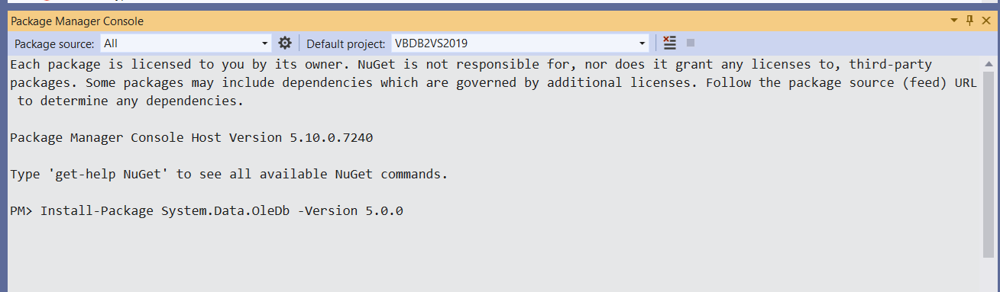 Package Manager Console
Package source: All Default project: VBDB2VS2019
Each package is licensed to you by its owner. NuGet is not responsible for, nor does it grant any licenses to, third-party
packages. Some packages may include dependencies which are governed by additional licenses. Follow the package source (feed) URL
to determine any dependencies.
Package Manager Console Host Version 5.10.0.7240
Type 'get-help NuGet' to see all available NuGet commands.
PM> Install-Package System.Data.OleDb -Version 5.0.0